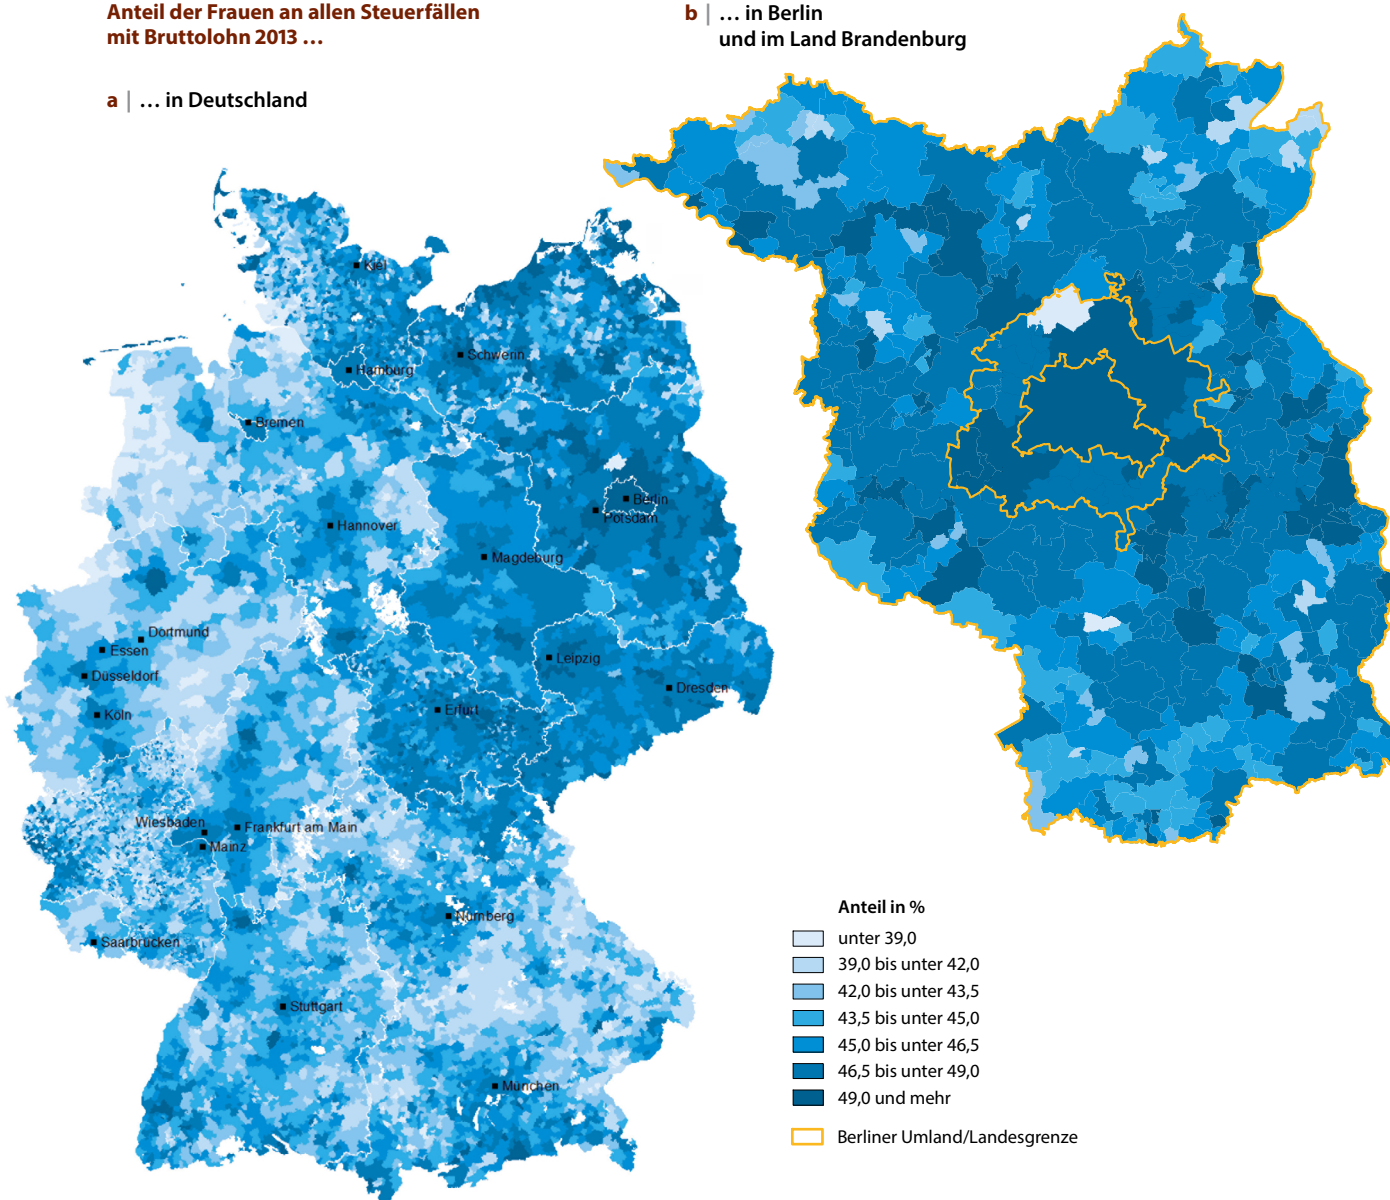 Anteil der Frauen an allen Steuerfällen
mit Bruttolohn 2013 …
a | … in Deutschland
b | … in Berlin
und im Land Brandenburg
Kiel
Schwerin
Hamburg
Bremen
Berlin
Potsdam
Hannover
Magdeburg
Dortmund
Essen
Düsseldorf
Köln
Leipzig
Dresden
Erfurt
Wiesbaden
Frankfurt am Main
Mainz
Nürnberg
Saarbrücken
Stuttgart
München
Anteil in %
unter 39,0
39,0 bis unter 42,0
42,0 bis unter 43,5
43,5 bis unter 45,0
45,0 bis unter 46,5
46,5 bis unter 49,0
49,0 und mehr
Berliner Umland/Landesgrenze